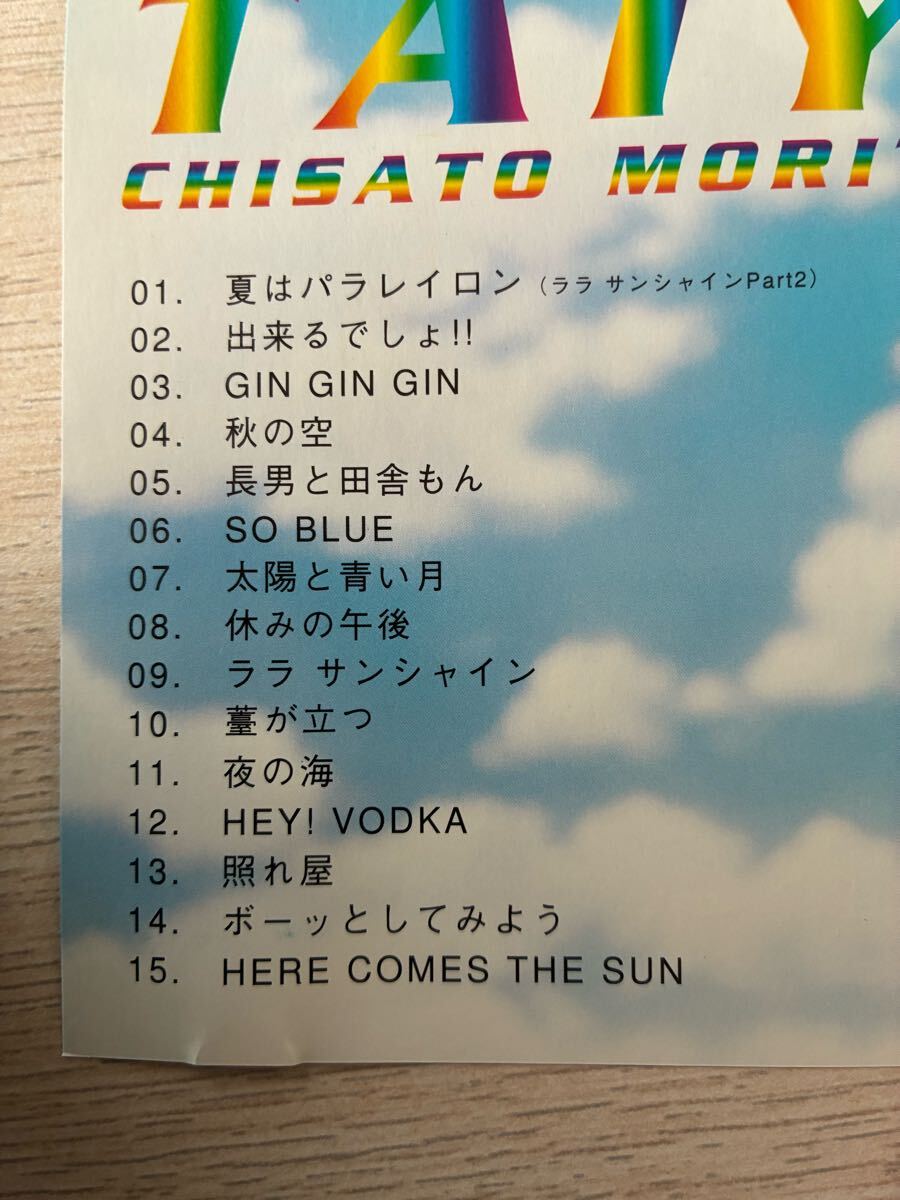 TAIY
CHISATO MORI
01. 夏はパラレイロン（ララ サンシャインPart2）
02. 出来るでしょ!!
03. GIN GIN GIN
04. 秋の空
05. 長男と田舎もん
06. SO BLUE
07. 太陽と青い月
08. 休みの午後
09. ララ サンシャイン
10. 薹が立つ
11. 夜の海
12. HEY! VODKA
13. 照れ屋
14. ボーッとしてみよう
15. HERE COMES THE SUN